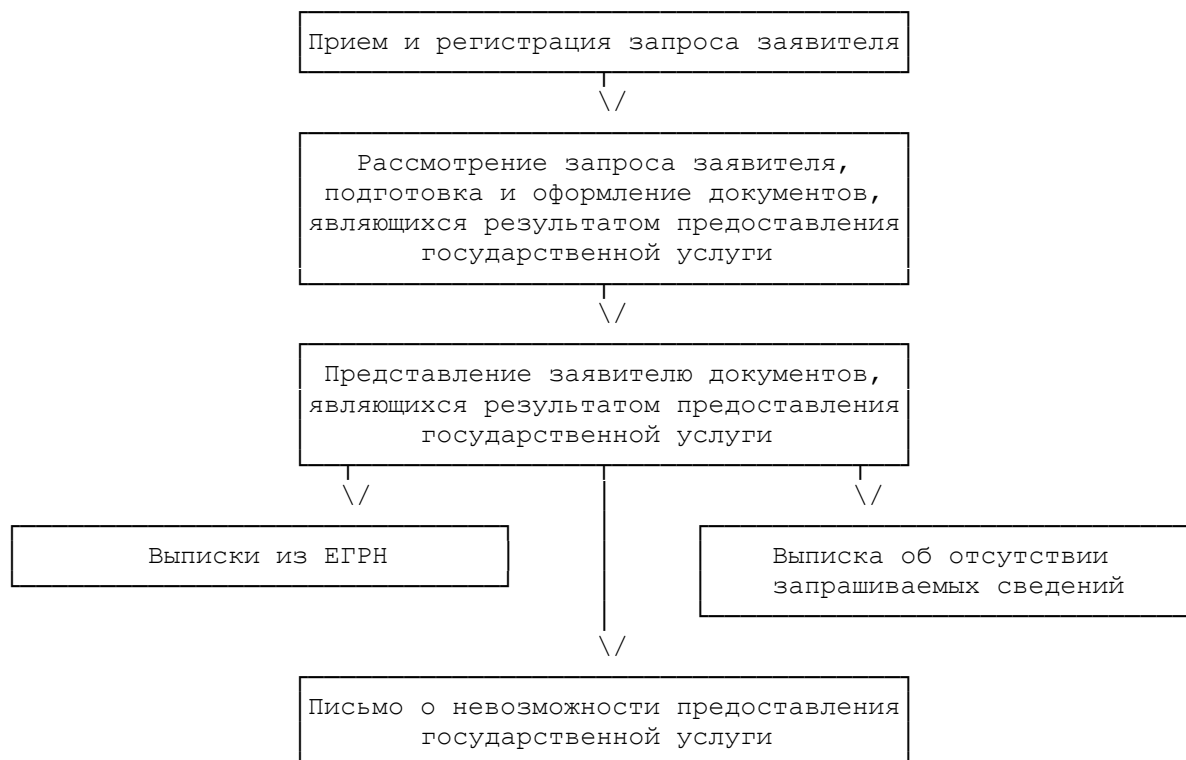 Прием и регистрация запроса заявителя
Рассмотрение запроса заявителя,
подготовка и оформление документов,
являющихся результатом предоставления
государственной услуги
Представление заявителю документов,
являющихся результатом предоставления
государственной услуги
Выписки из ЕГРН
Выписка об отсутствии
запрашиваемых сведений
Письмо о невозможности предоставления
государственной услуги